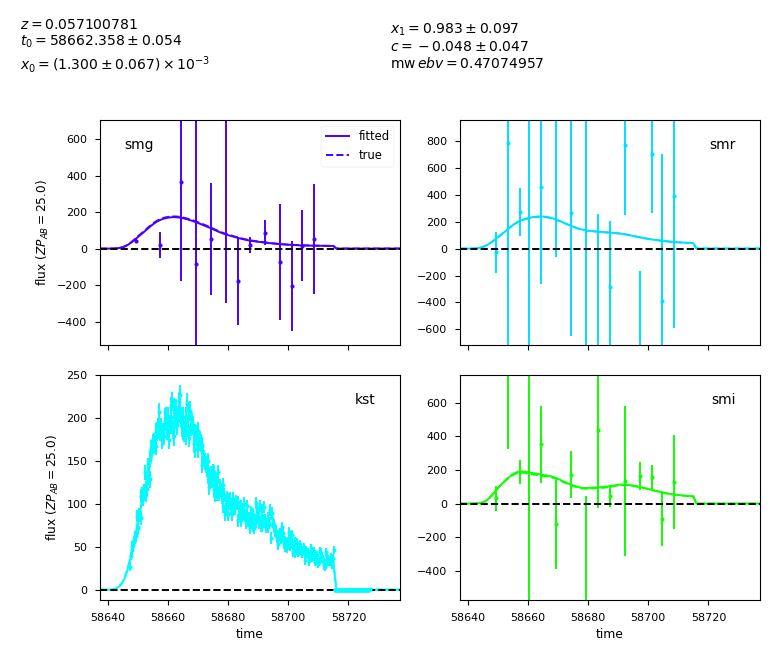 z = 0.057100781
t₀ = 58662.358 ± 0.054
x₀ = (1.300 ± 0.067) × 10⁻³
x₁ = 0.983 ± 0.097
c = −0.048 ± 0.047
mw ebv = 0.47074957
smg
fitted
true
600
400
200
0
−200
−400
flux (ZP_AB = 25.0)
smr
800
600
400
200
0
−200
−400
−600
kst
250
200
150
100
50
0
flux (ZP_AB = 25.0)
58640 58660 58680 58700 58720
time
smi
600
400
200
0
−200
−400
58640 58660 58680 58700 58720
time